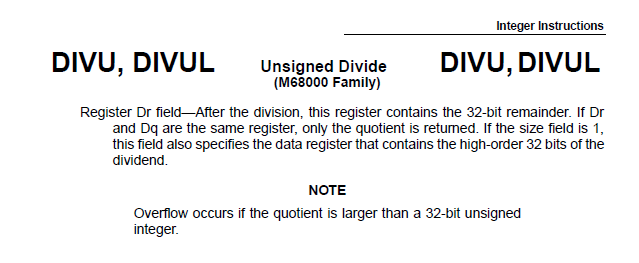 Integer Instructions
DIVU, DIVUL Unsigned Divide DIVU, DIVUL
(M68000 Family)
Register Dr field—After the division, this register contains the 32-bit remainder. If Dr
and Dq are the same register, only the quotient is returned. If the size field is 1,
this field also specifies the data register that contains the high-order 32 bits of the
dividend.
NOTE
Overflow occurs if the quotient is larger than a 32-bit unsigned
integer.